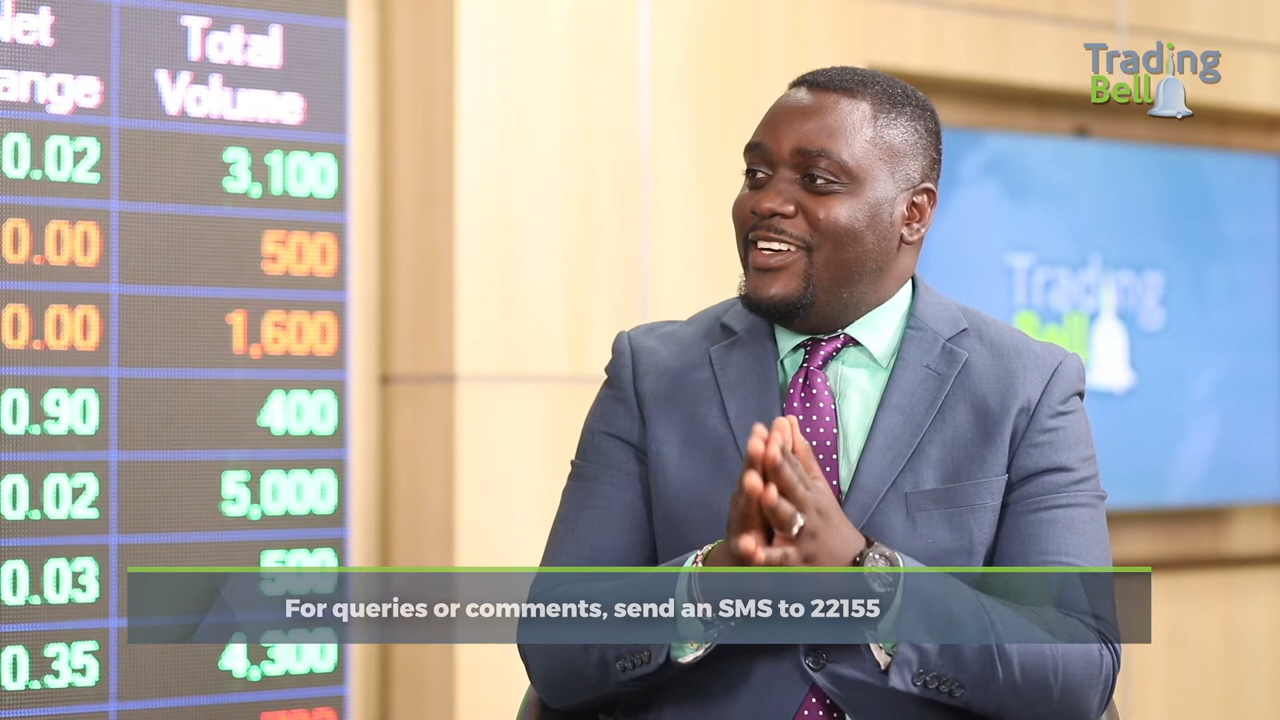 Total
Volume
0.02 3,100
0.00 500
0.00 1,600
0.90 400
0.02 5,000
0.03 500
0.35 4,300
Trading
Bell
Trading
Bell
For queries or comments, send an SMS to 22155